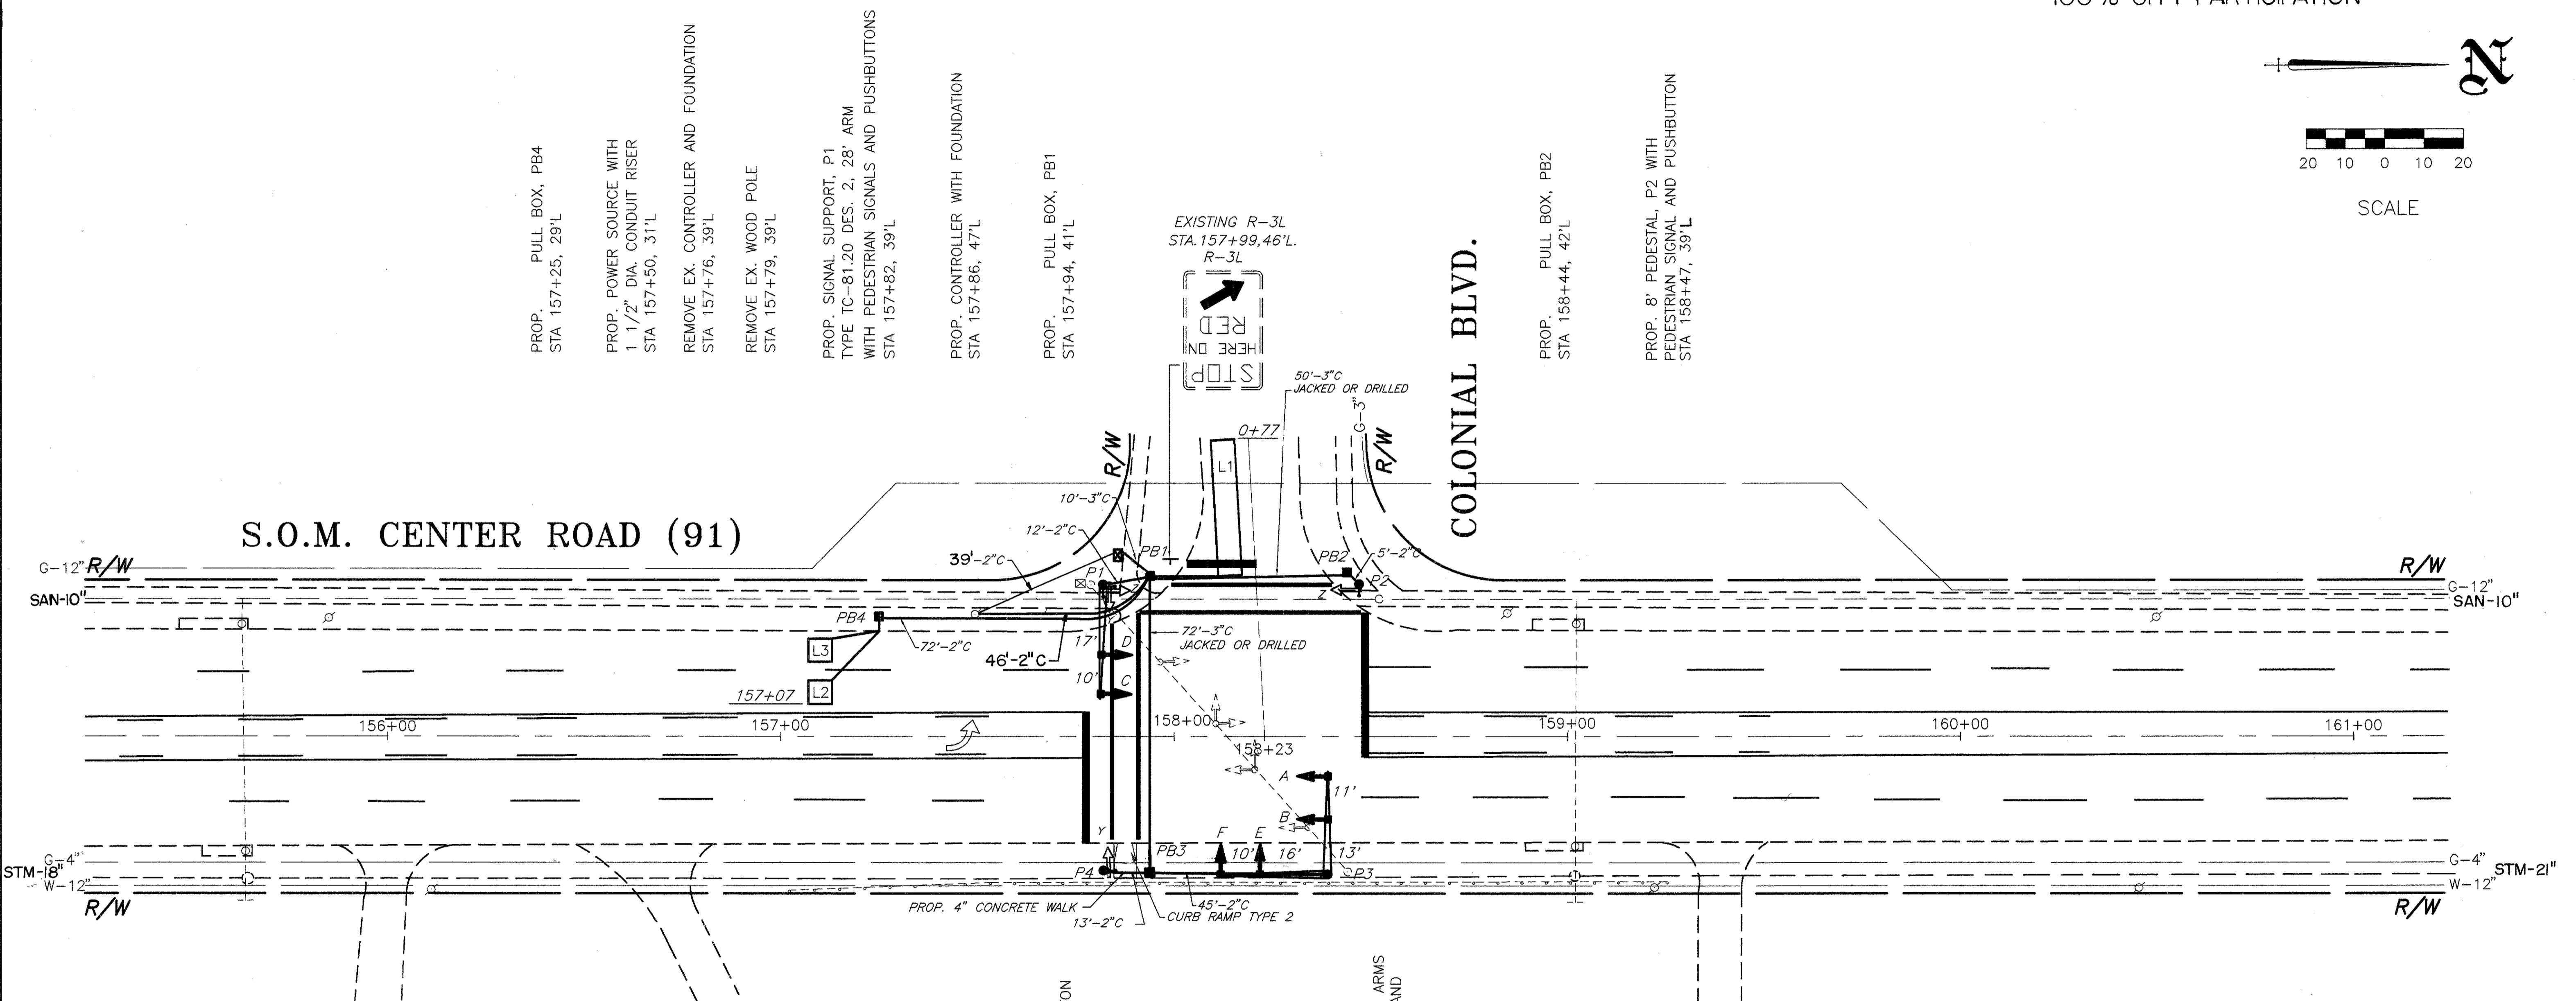 N
20 10 0 10 20
SCALE
PROP. PULL BOX, PB4
STA 157+25, 29'L
PROP. POWER SOURCE WITH
1 1/2" DIA. CONDUIT RISER
STA 157+50, 31'L
REMOVE EX. CONTROLLER AND FOUNDATION
STA 157+76, 39'L
REMOVE EX. WOOD POLE
STA 157+79, 39'L
PROP. SIGNAL SUPPORT, P1
TYPE TC-81.20 DES. 2, 28' ARM
WITH PEDESTRIAN SIGNALS AND PUSHBUTTONS
STA 157+82, 39'L
PROP. CONTROLLER WITH FOUNDATION
STA 157+86, 47'L
PROP. PULL BOX, PB1
STA 157+94, 41'L
EXISTING R-3L
STA.157+99,46'L.
R-3L
STOP
HERE ON
RED
PROP. PULL BOX, PB2
STA 158+44, 42'L
PROP. 8' PEDESTAL, P2 WITH
PEDESTRIAN SIGNAL AND PUSHBUTTON
STA 158+47, 39'L
COLONIAL BLVD.
50'-3"C
JACKED OR DRILLED
G-3"
R/W
R/W
0+77
L1
10'-3"C
12'-2"C
39'-2"C
S.O.M. CENTER ROAD (91)
PB1
PB2
5'-2"C
G-12"
R/W
R/W
G-12"
SAN-10"
SAN-10"
P1
P2
Z
PB4
72'-2"C
46'-2"C
17'
D
72'-3"C
JACKED OR DRILLED
L3
L2
10'
C
157+07
156+00
157+00
158+00
158+23
159+00
160+00
161+00
A
11'
B
Y
F
E
PB3
10'
16'
13'
G-4"
STM-18"
W-12"
R/W
P4
P3
G-4"
STM-21"
W-12"
R/W
PROP. 4" CONCRETE WALK
45'-2"C
13'-2"C
CURB RAMP TYPE 2
ARMS